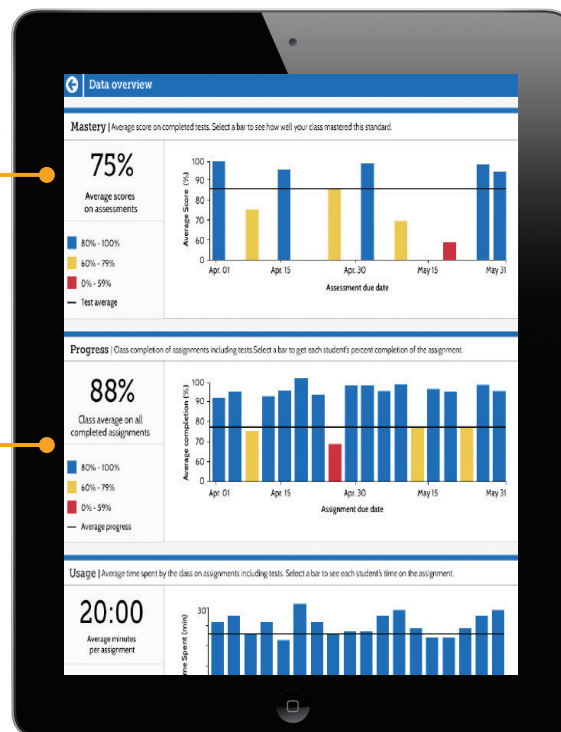 Data overview
Mastery | Average score on completed tests. Select a bar to see how well your class mastered this standard.
75%
Average scores
on assessments
80% - 100%
60% - 79%
0% - 59%
Test average
Average Score (%)
100
90
80
70
60
0
Apr. 01
Apr. 15
Apr. 30
May 15
May 31
Assessment due date
Progress | Class completion of assignments including tests.Select a bar to get each student's percent completion of the assignment
88%
Class average on all
completed assignments
80% - 100%
60% - 79%
0% - 59%
Average progress
Average completion (%)
100
90
80
70
60
0
Apr. 01
Apr. 15
Apr. 30
May 15
May 31
Assignment due date
Usage | Average time spent by the class on assignments including tests. Select a bar to see each student's time on the assignment.
20:00
Average minutes
per assignment
Spent (min)
30